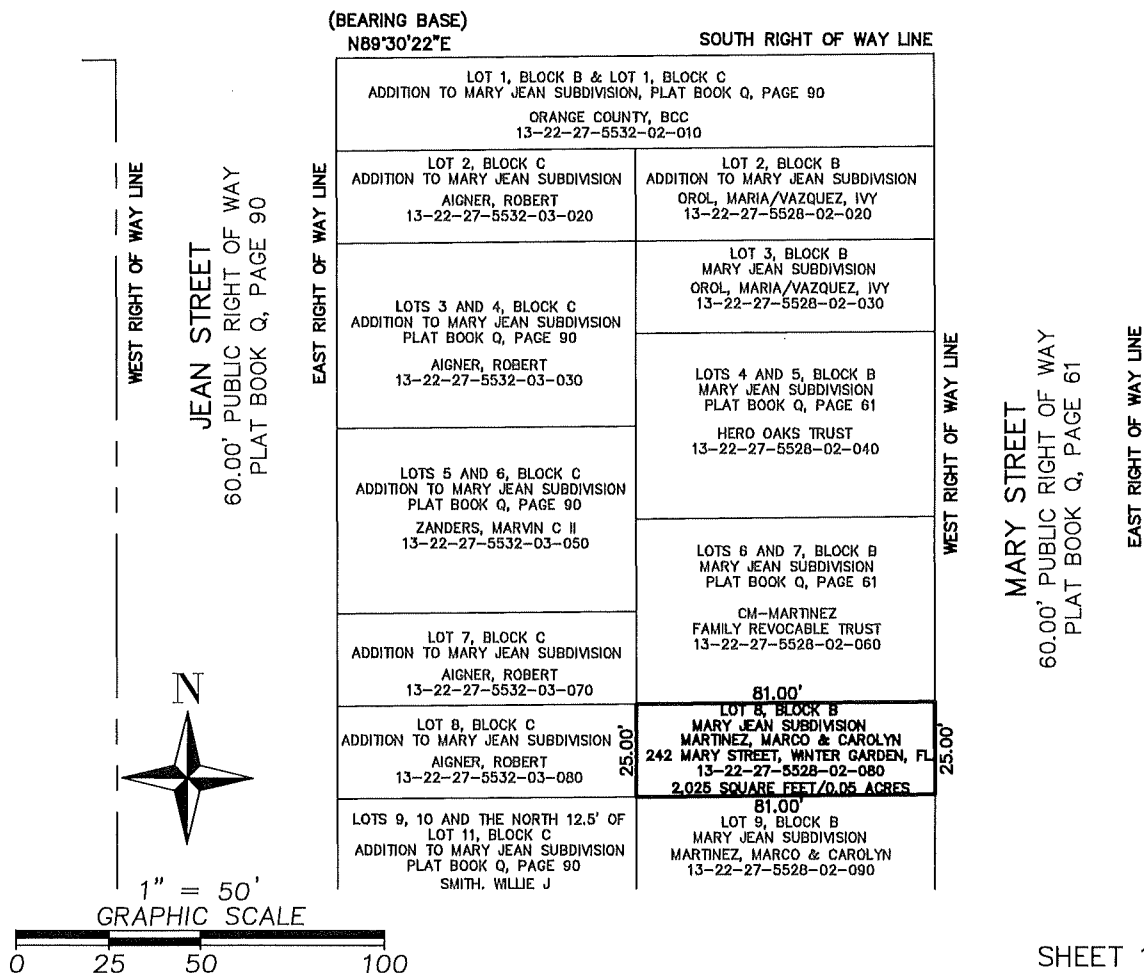 (BEARING BASE)
N89°30'22"E
SOUTH RIGHT OF WAY LINE
LOT 1, BLOCK B & LOT 1, BLOCK C
ADDITION TO MARY JEAN SUBDIVISION, PLAT BOOK Q, PAGE 90
ORANGE COUNTY, BCC
13-22-27-5532-02-010
WEST RIGHT OF WAY LINE
JEAN STREET
60.00' PUBLIC RIGHT OF WAY
PLAT BOOK Q, PAGE 90
EAST RIGHT OF WAY LINE
LOT 2, BLOCK C
ADDITION TO MARY JEAN SUBDIVISION
AIGNER, ROBERT
13-22-27-5532-03-020
LOTS 3 AND 4, BLOCK C
ADDITION TO MARY JEAN SUBDIVISION
PLAT BOOK Q, PAGE 90
AIGNER, ROBERT
13-22-27-5532-03-030
LOTS 5 AND 6, BLOCK C
ADDITION TO MARY JEAN SUBDIVISION
PLAT BOOK Q, PAGE 90
ZANDERS, MARVIN C II
13-22-27-5532-03-050
LOT 7, BLOCK C
ADDITION TO MARY JEAN SUBDIVISION
AIGNER, ROBERT
13-22-27-5532-03-070
LOT 8, BLOCK C
ADDITION TO MARY JEAN SUBDIVISION
AIGNER, ROBERT
13-22-27-5532-03-080
LOTS 9, 10 AND THE NORTH 12.5' OF
LOT 11, BLOCK C
ADDITION TO MARY JEAN SUBDIVISION
PLAT BOOK Q, PAGE 90
SMITH, WILLIE J
LOT 2, BLOCK B
ADDITION TO MARY JEAN SUBDIVISION
OROL, MARIA/VAZQUEZ, IVY
13-22-27-5528-02-020
LOT 3, BLOCK B
MARY JEAN SUBDIVISION
OROL, MARIA/VAZQUEZ, IVY
13-22-27-5528-02-030
LOTS 4 AND 5, BLOCK B
MARY JEAN SUBDIVISION
PLAT BOOK Q, PAGE 61
HERO OAKS TRUST
13-22-27-5528-02-040
LOTS 6 AND 7, BLOCK B
MARY JEAN SUBDIVISION
PLAT BOOK Q, PAGE 61
CM-MARTINEZ
FAMILY REVOCABLE TRUST
13-22-27-5528-02-060
81.00'
25.00'
LOT 8, BLOCK B
MARY JEAN SUBDIVISION
MARTINEZ, MARCO & CAROLYN
242 MARY STREET, WINTER GARDEN, FL
13-22-27-5528-02-080
2,025 SQUARE FEET/0.05 ACRES
25.00'
81.00'
LOT 9, BLOCK B
MARY JEAN SUBDIVISION
MARTINEZ, MARCO & CAROLYN
13-22-27-5528-02-090
WEST RIGHT OF WAY LINE
MARY STREET
60.00' PUBLIC RIGHT OF WAY
PLAT BOOK Q, PAGE 61
EAST RIGHT OF WAY LINE
N
1" = 50'
GRAPHIC SCALE
0 25 50 100
SHEET 1